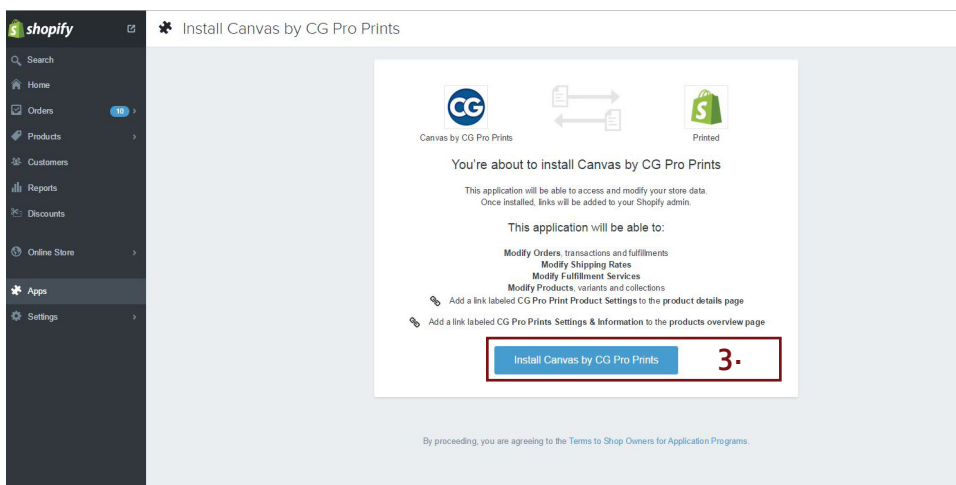 shopify
Install Canvas by CG Pro Prints
Search
Home
Orders 10
Products
Customers
Reports
Discounts
Online Store
Apps
Settings
CG
Canvas by CG Pro Prints
Printed
You're about to install Canvas by CG Pro Prints
This application will be able to access and modify your store data.
Once installed, links will be added to your Shopify admin.
This application will be able to:
Modify Orders, transactions and fulfillments
Modify Shipping Rates
Modify Fulfillment Services
Modify Products, variants and collections
Add a link labeled CG Pro Print Product Settings to the product details page
Add a link labeled CG Pro Prints Settings & Information to the products overview page
Install Canvas by CG Pro Prints 3.
By proceeding, you are agreeing to the Terms to Shop Owners for Application Programs.